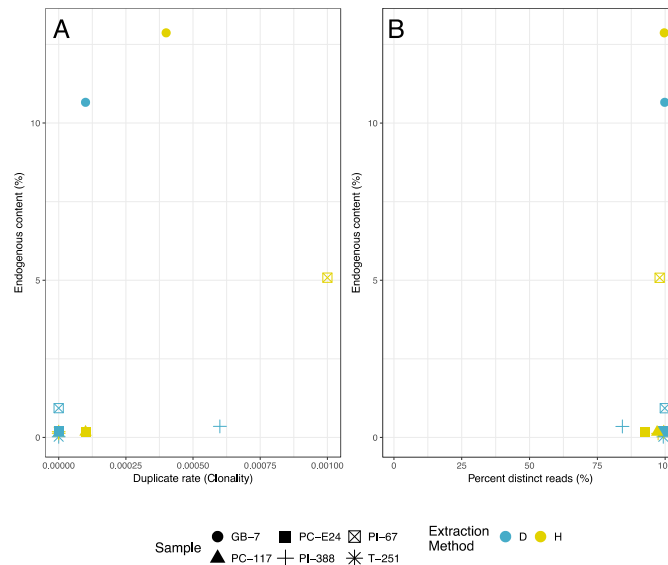 A
B
Endogenous content (%)
10
5
0
0.00000 0.00025 0.00050 0.00075 0.00100
Duplicate rate (Clonality)
Endogenous content (%)
10
5
0
0 25 50 75 10
Percent distinct reads (%)
Sample
GB−7 PC−E24 PI−67
PC−117 PI−388 T−251
Extraction
Method
D H